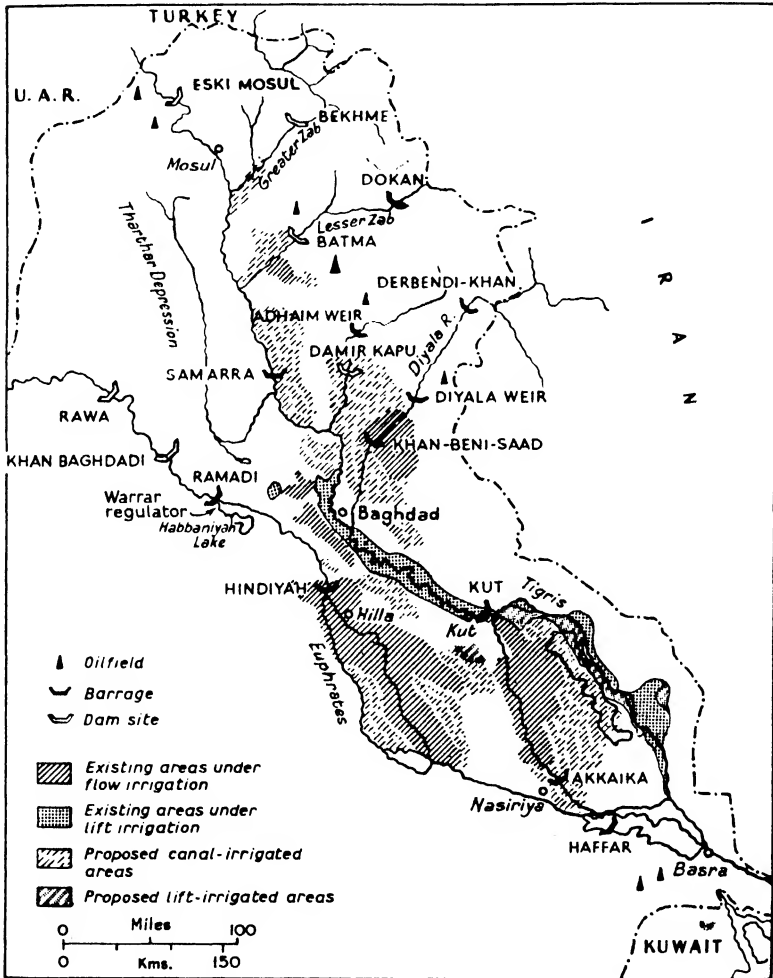 TURKEY
U. A. R.
ESKI MOSUL
BEKHME
Mosul
Greater Zab
DOKAN
Lesser Zab
BATMA
Tharthar Depression
DERBENDI-KHAN
IRAN
ADHAIM WEIR
Diyala R.
DAMIR KAPU
SAMARRA
DIYALA WEIR
RAWA
KHAN-BENI-SAAD
KHAN BAGHDADI
RAMADI
Warrar
regulator
Habbaniyah
Lake
Baghdad
HINDIYAH
KUT
Tigris
Hilla
Kut
Euphrates
Oilfield
Barrage
Dam site
Existing areas under
flow irrigation
AKKAIKA
Nasiriya
Existing areas under
lift irrigation
HAFFAR
Proposed canal-irrigated
areas
Basra
Proposed lift-irrigated areas
Miles
0 100
0 Kms. 150
KUWAIT